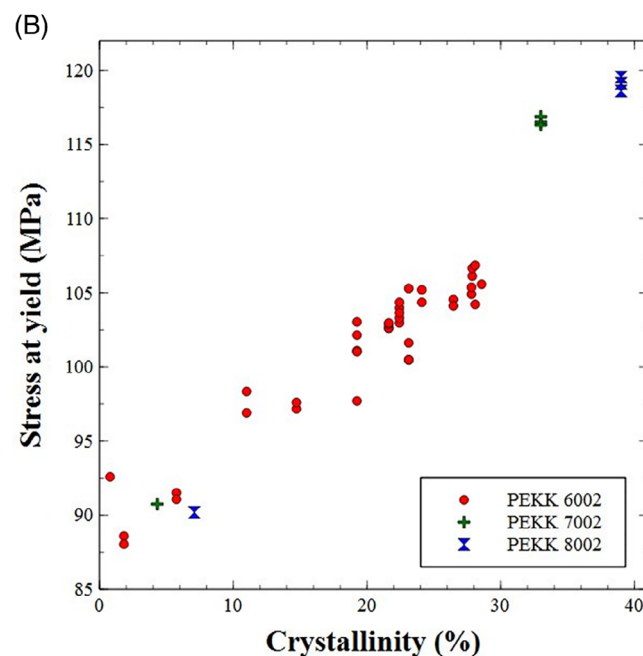 (B)
120
115
110
105
100
95
90
85
Stress at yield (MPa)
0 10 20 30 40
Crystallinity (%)
PEKK 6002
PEKK 7002
PEKK 8002